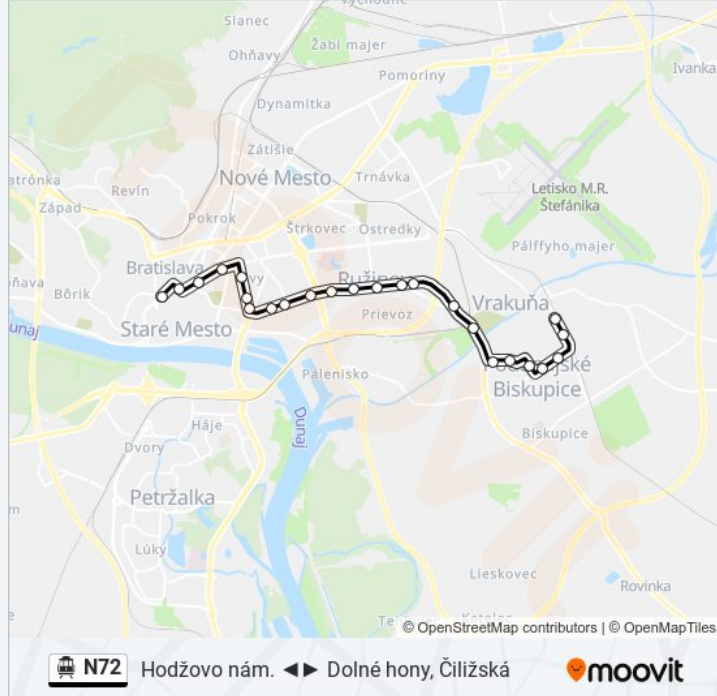 Slanec
Ohňavy
Žabí majer
Ivanka
Pomoriny
Dynamitka
Zátišie
Nové Mesto
Trnávka
Revín
Západ
Pokrok
Štrkovec
Ostredky
Letisko M.R.
Štefánika
Pálffyho majer
Bratislava
Bôrik
Vrakuňa
Staré Mesto
Prievoz
Dunaj
Pálenisko
Biskupice
Háje
Dvory
Biskupice
Petržalka
Lúky
Lieskovec
Rovinka
© OpenStreetMap contributors | © OpenMapTiles
N72 Hodžovo nám. ◄► Dolné hony, Čiližská
moovit